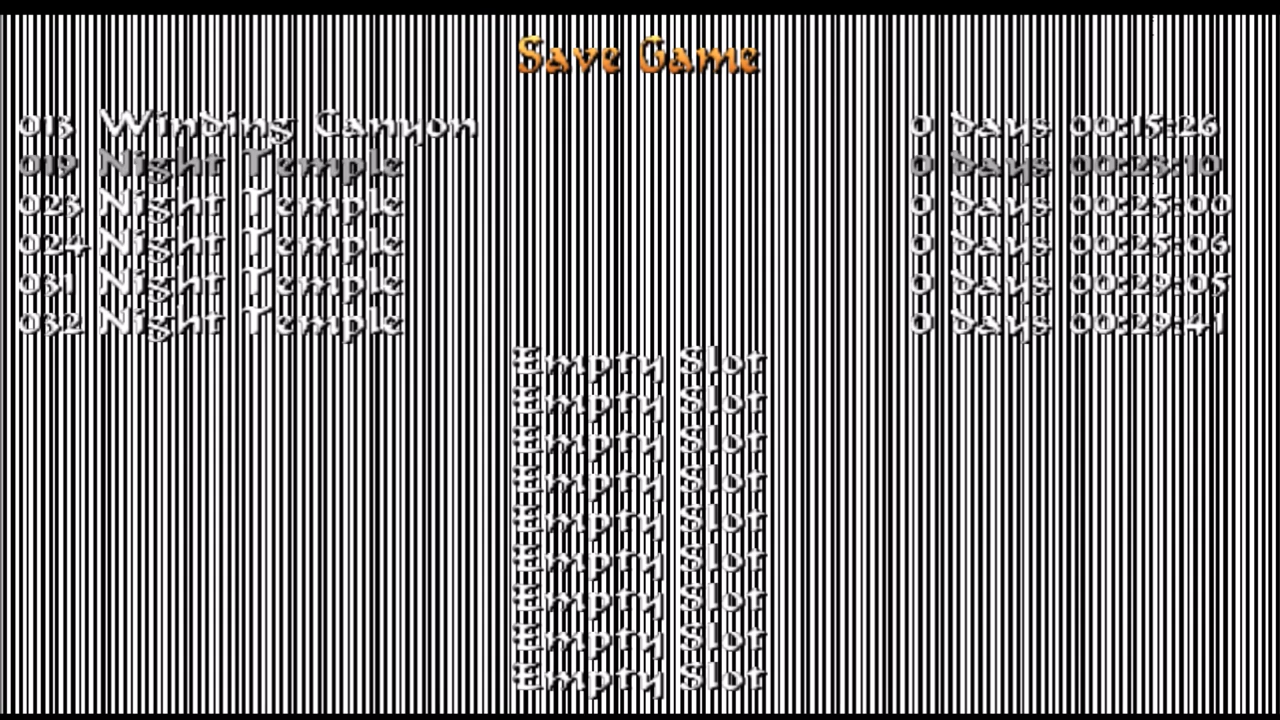 Save Game
013 Winding Canyon 0 days 00:15:26
019 Night Temple 0 days 00:23:10
023 Night Temple 0 days 00:25:00
024 Night Temple 0 days 00:25:06
031 Night Temple 0 days 00:29:05
032 Night Temple 0 days 00:29:41
Empty Slot
Empty Slot
Empty Slot
Empty Slot
Empty Slot
Empty Slot
Empty Slot
Empty Slot
Empty Slot